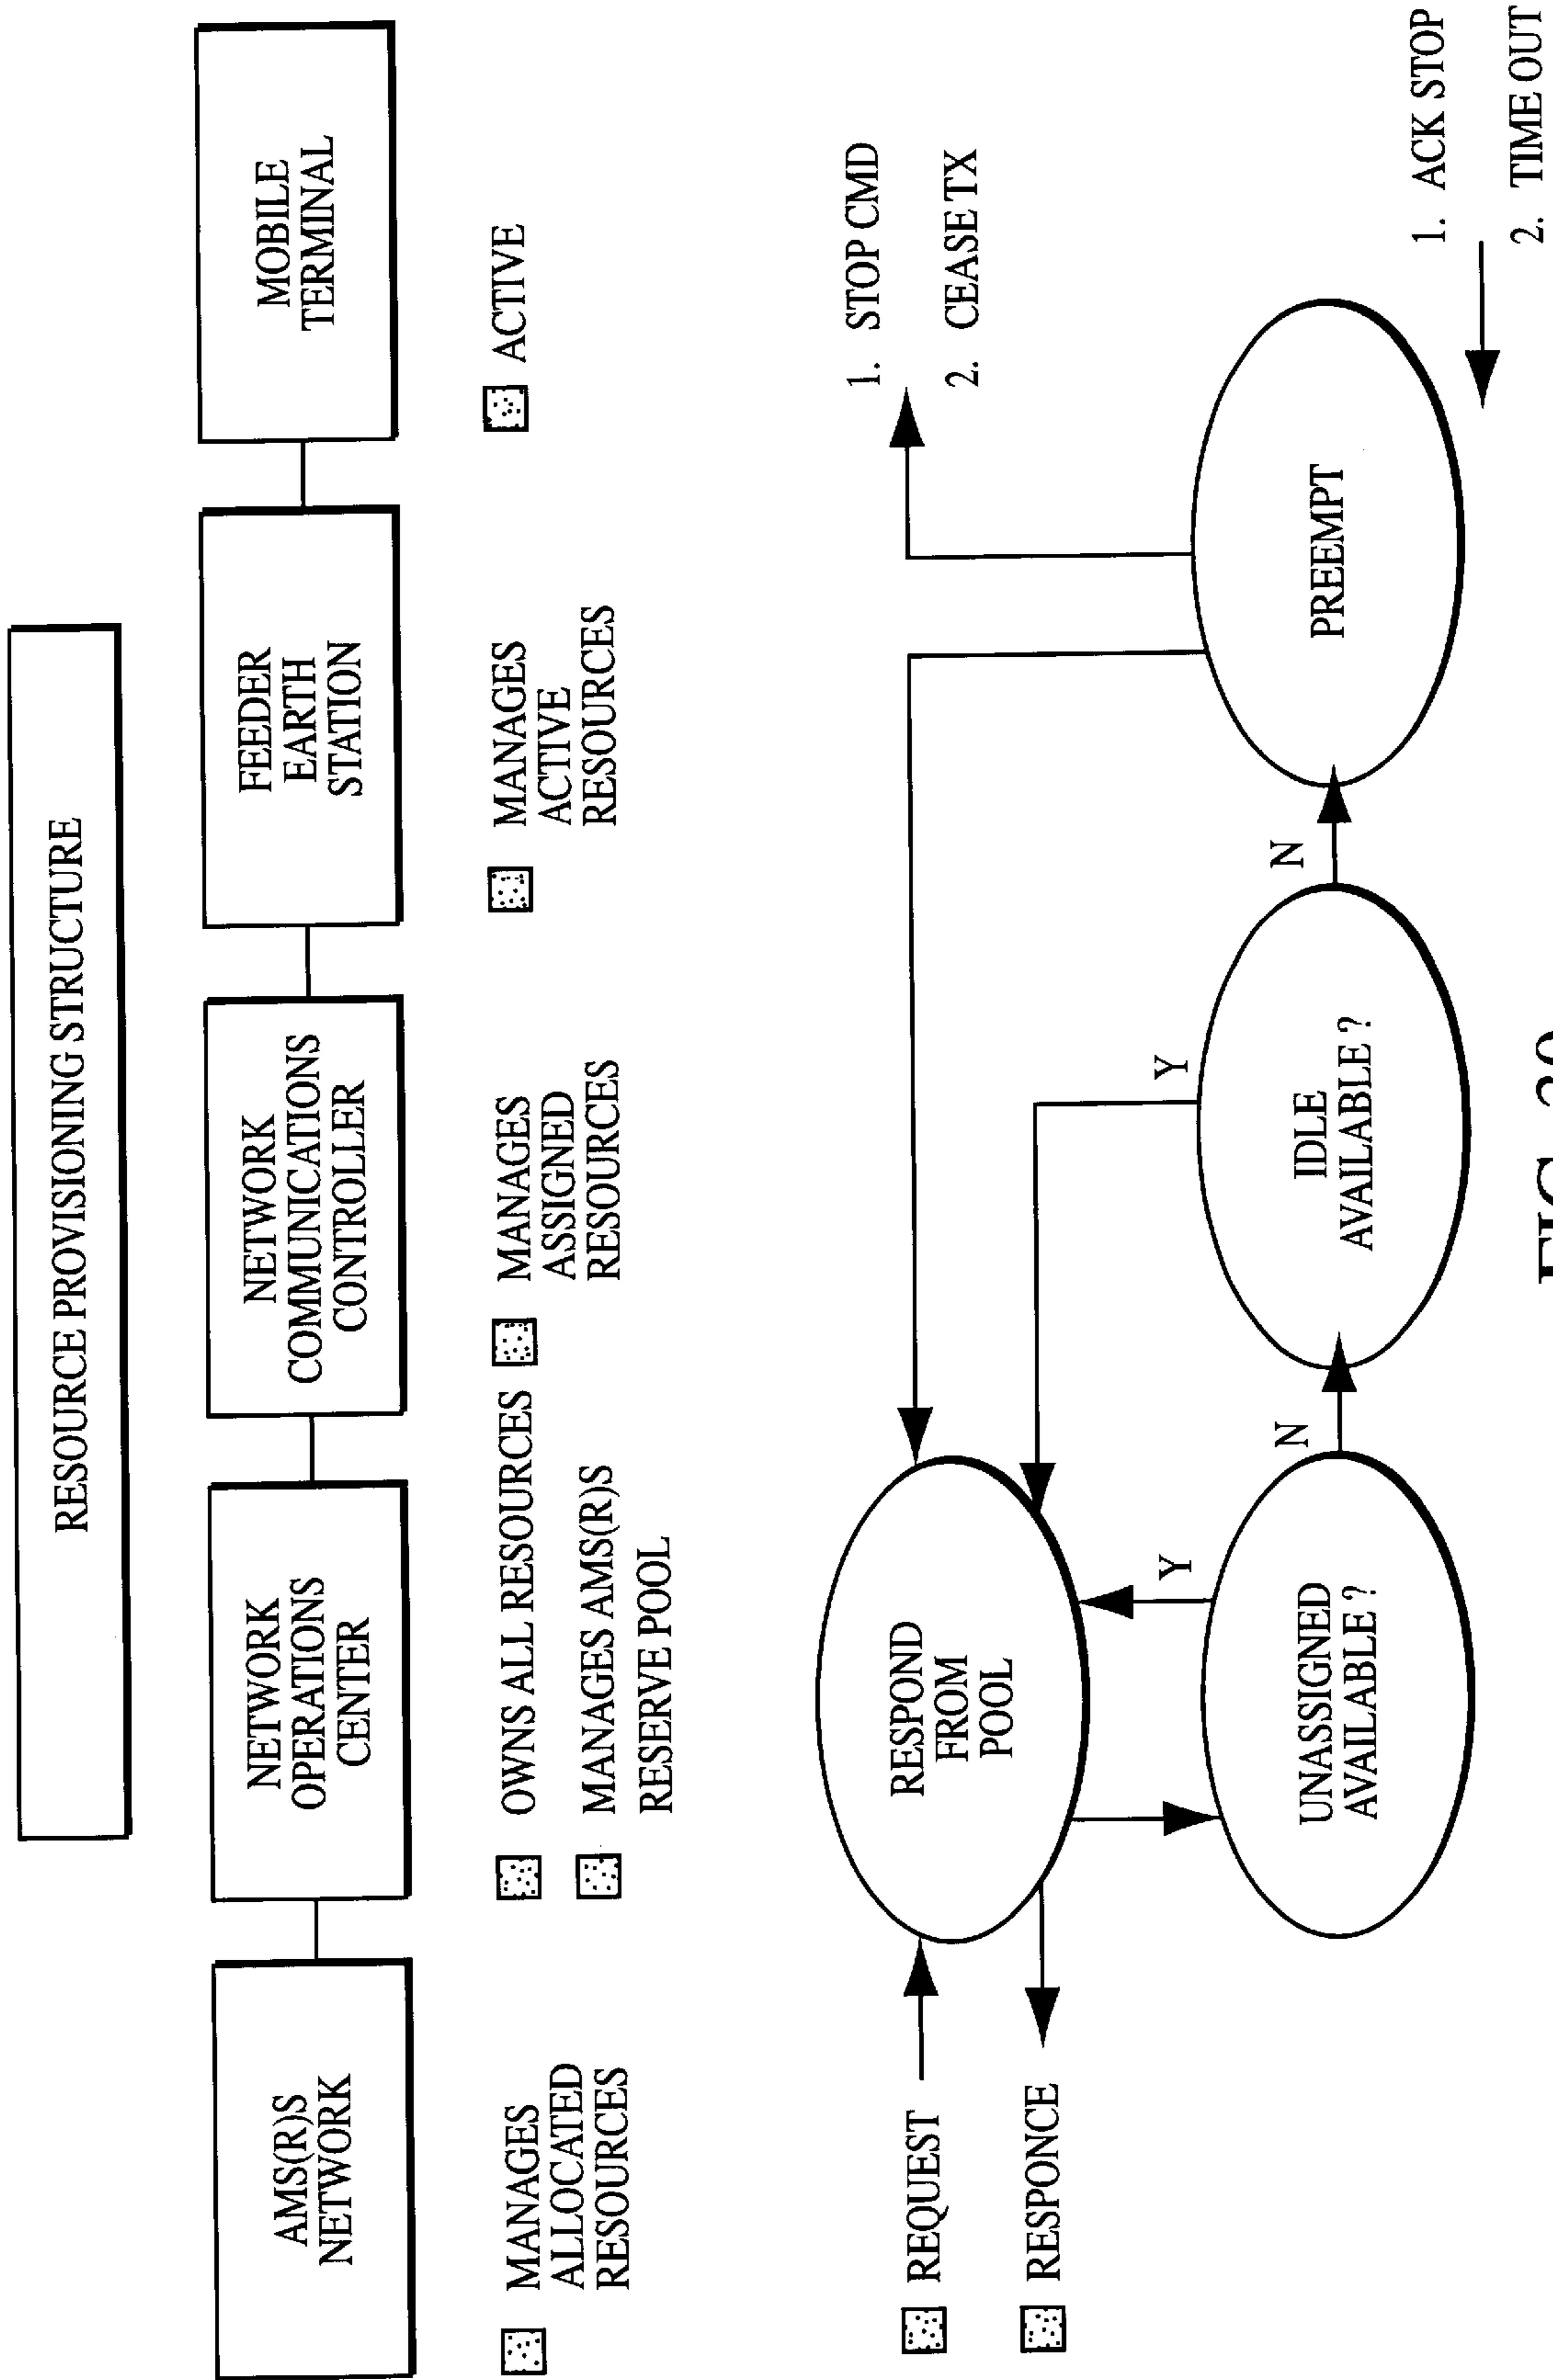 RESOURCE PROVISIONING STRUCTURE
AMS(R)S
NETWORK
NETWORK
OPERATIONS
CENTER
NETWORK
COMMUNICATIONS
CONTROLLER
FEEDER
EARTH
STATION
MOBILE
TERMINAL
MANAGES
ALLOCATED
RESOURCES
OWNS ALL RESOURCES
MANAGES AMS(R)S
RESERVE POOL
MANAGES
ASSIGNED
RESOURCES
MANAGES
ACTIVE
RESOURCES
ACTIVE
REQUEST
RESPONCE
RESPOND
FROM
POOL
1. STOP CMD
2. CEASE TX
Y
Y
UNASSIGNED
AVAILABLE ?
N
IDLE
AVAILABLE ?
N
PREEMPT
1. ACK STOP
2. TIME OUT